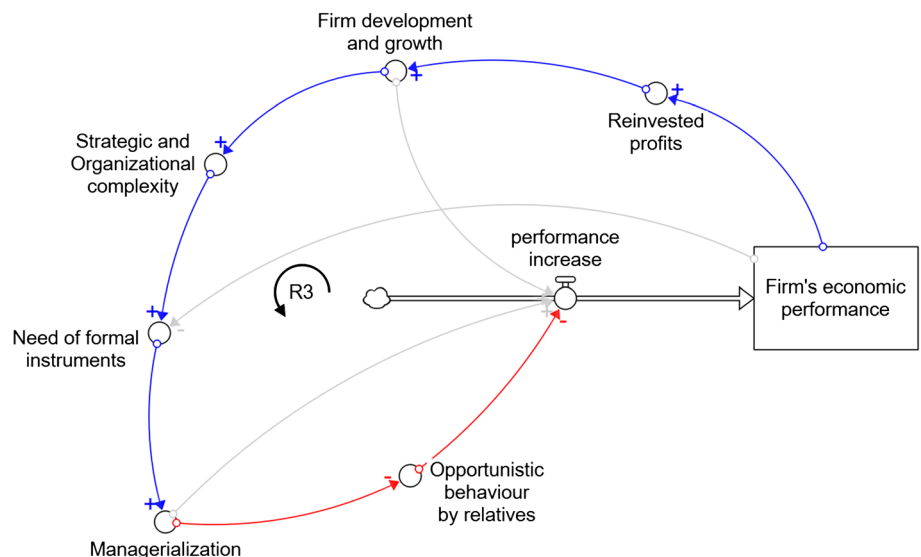 Firm development
and growth
+
+
Reinvested
profits
+
Strategic and
Organizational
complexity
performance
increase
Firm's economic
performance
R3
+
-
+
-
Need of formal
instruments
+
-
Opportunistic
behaviour
by relatives
Managerialization